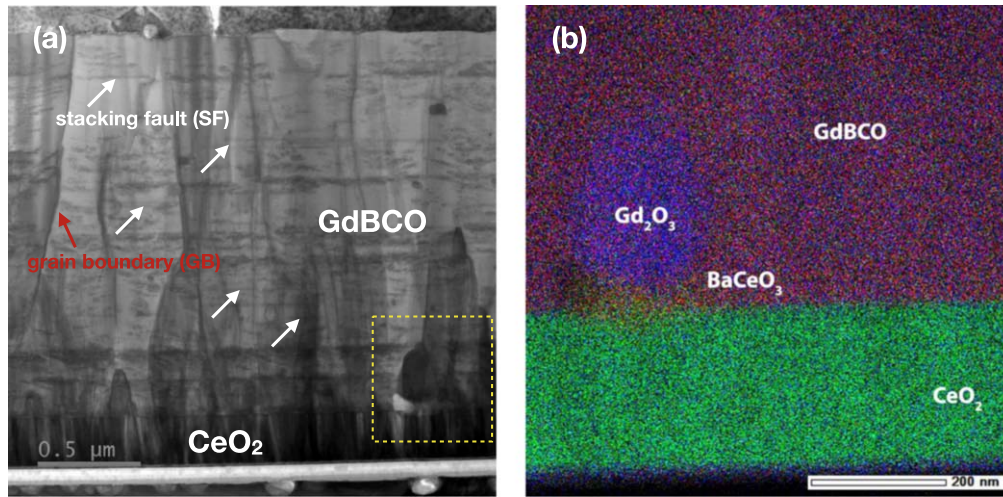 (a)
stacking fault (SF)
GdBCO
grain boundary (GB)
CeO₂
0.5 μm
(b)
GdBCO
Gd₂O₃
BaCeO₃
CeO₂
200 nm